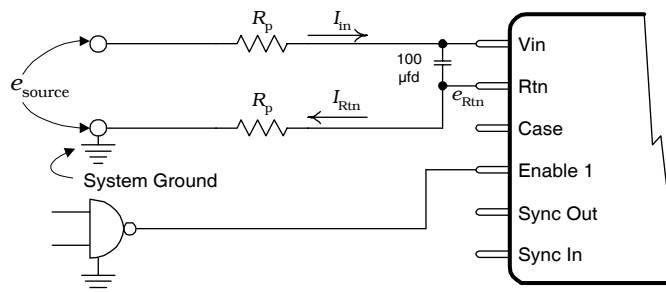 Rp
Iin
100
µfd
Vin
esource
Rp
IRtn
eRtn
Rtn
Case
System Ground
Enable 1
Sync Out
Sync In